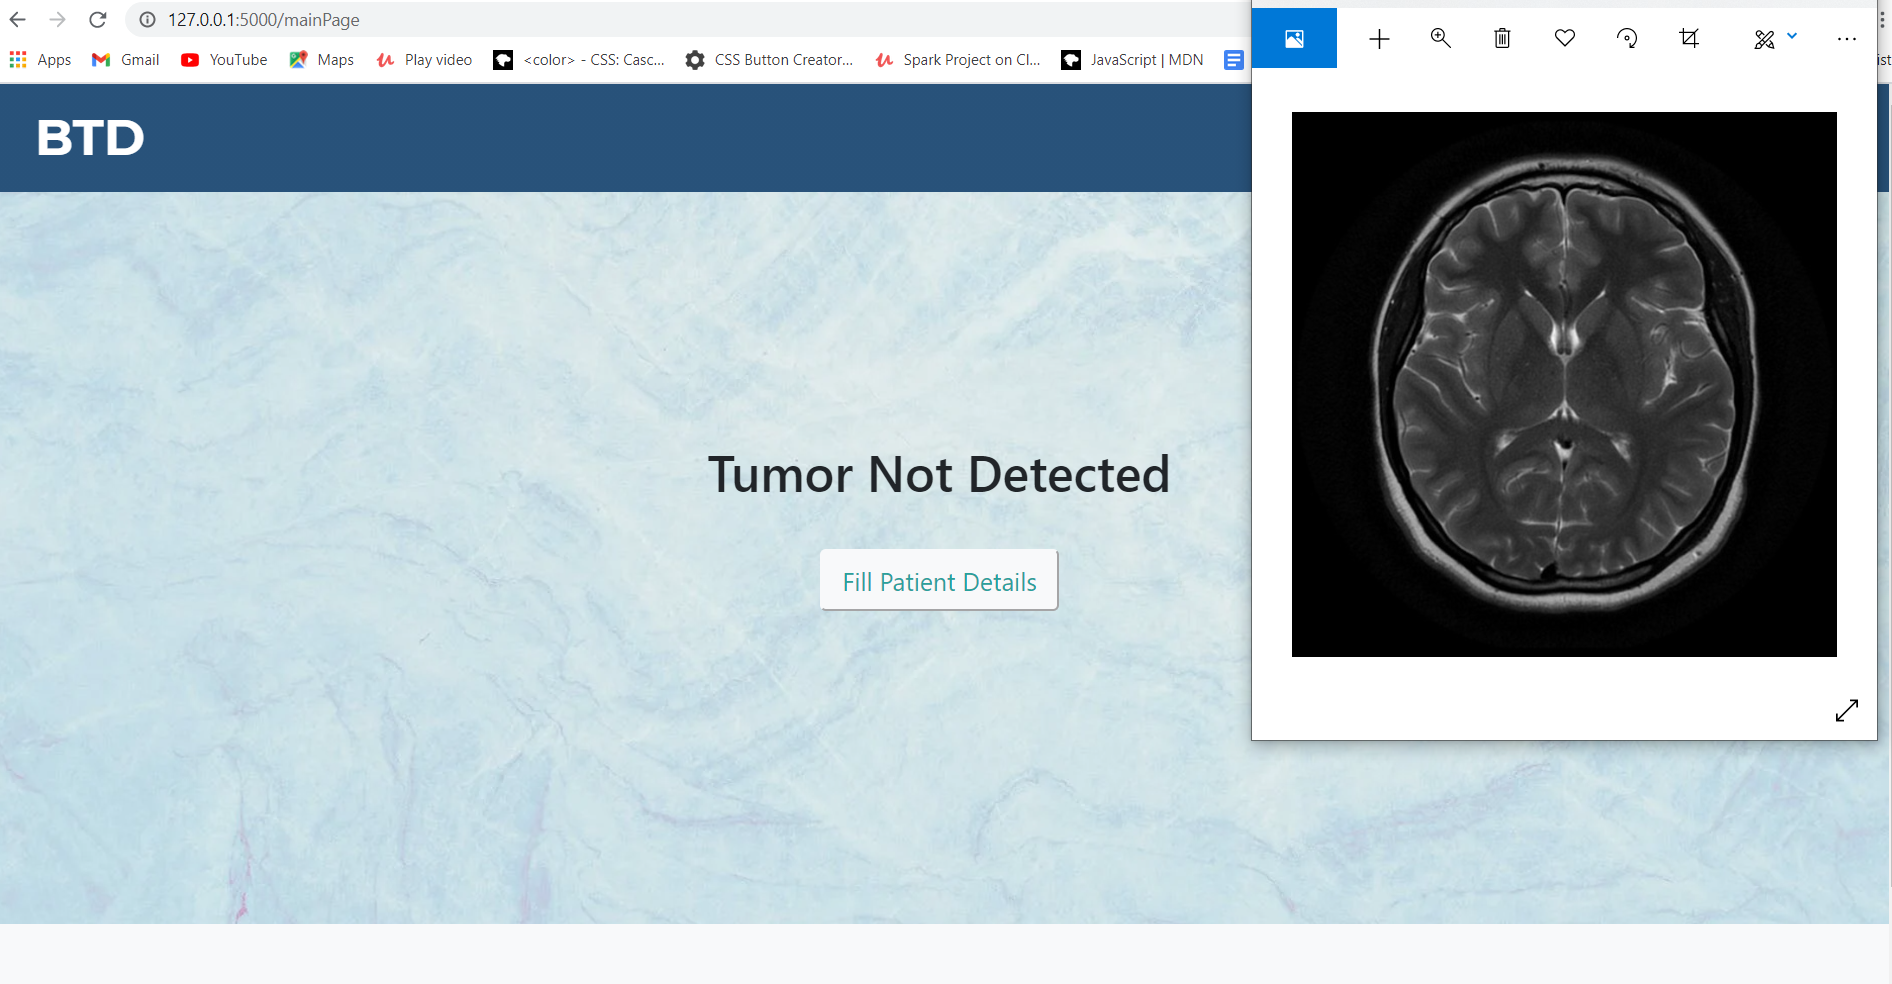 127.0.0.1:5000/mainPage
Apps Gmail YouTube Maps Play video <color> - CSS: Casc... CSS Button Creator... Spark Project on Cl... JavaScript | MDN ist
BTD
Tumor Not Detected
Fill Patient Details